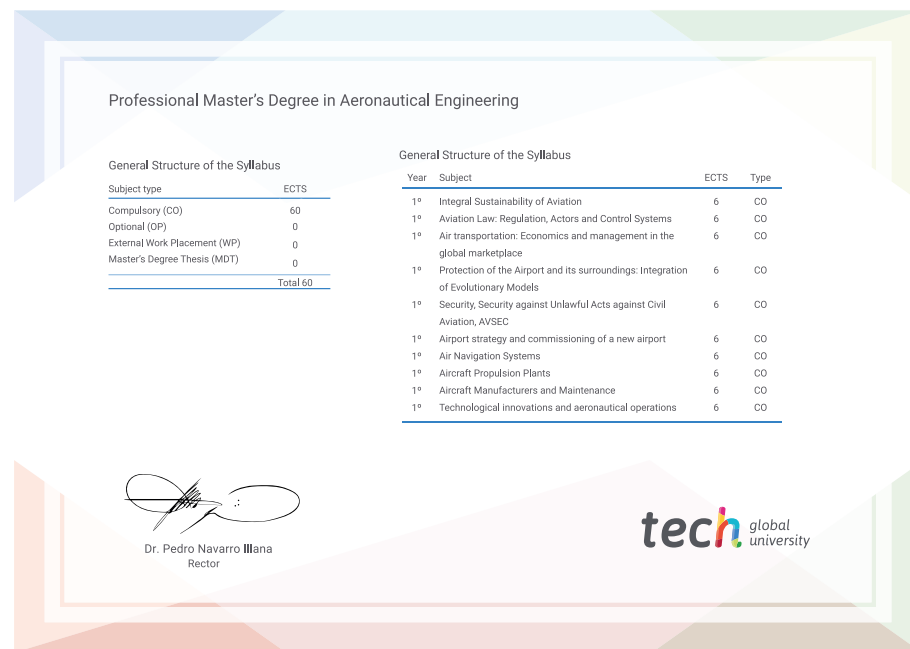 Professional Master's Degree in Aeronautical Engineering
General Structure of the Syllabus
Subject type ECTS
Compulsory (CO) 60
Optional (OP) 0
External Work Placement (WP) 0
Master's Degree Thesis (MDT) 0
Total 60
General Structure of the Syllabus
Year Subject ECTS Type
1º Integral Sustainability of Aviation 6 CO
1º Aviation Law: Regulation, Actors and Control Systems 6 CO
1º Air transportation: Economics and management in the 6 CO
global marketplace
1º Protection of the Airport and its surroundings: Integration 6 CO
of Evolutionary Models
1º Security, Security against Unlawful Acts against Civil 6 CO
Aviation, AVSEC
1º Airport strategy and commissioning of a new airport 6 CO
1º Air Navigation Systems 6 CO
1º Aircraft Propulsion Plants 6 CO
1º Aircraft Manufacturers and Maintenance 6 CO
1º Technological innovations and aeronautical operations 6 CO
Dr. Pedro Navarro Illana
Rector
tech global
university